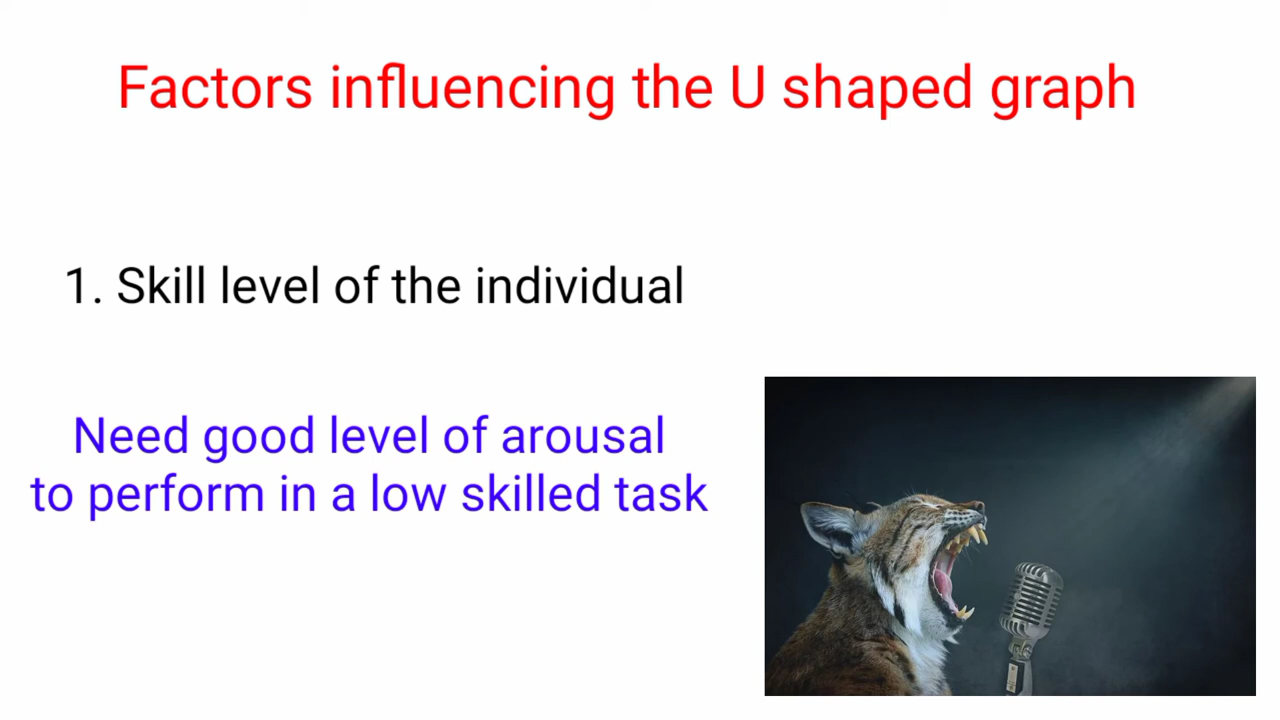 Factors influencing the U shaped graph
1. Skill level of the individual
Need good level of arousal
to perform in a low skilled task